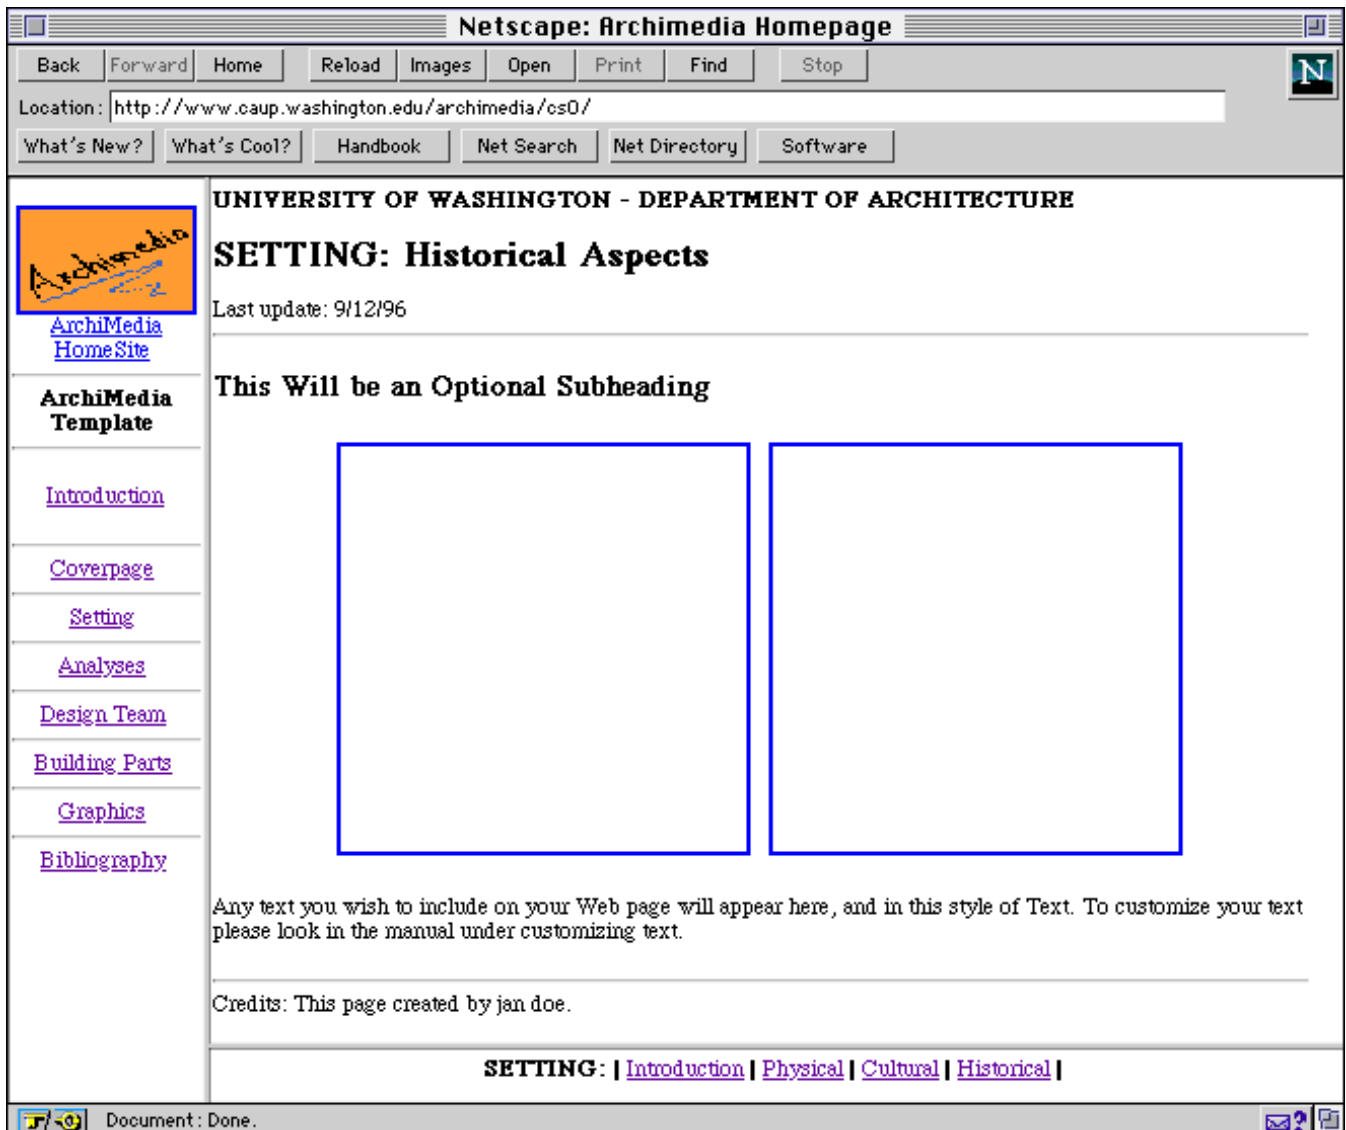 Netscape: Archimedia Homepage
Back Forward Home Reload Images Open Print Find Stop
N
Location: http://www.caup.washington.edu/archimedia/cs0/
What's New? What's Cool? Handbook Net Search Net Directory Software
Archimedia
ArchiMedia
HomeSite
ArchiMedia
Template
Introduction
Coverpage
Setting
Analyses
Design Team
Building Parts
Graphics
Bibliography
UNIVERSITY OF WASHINGTON - DEPARTMENT OF ARCHITECTURE
SETTING: Historical Aspects
Last update: 9/12/96
This Will be an Optional Subheading
Any text you wish to include on your Web page will appear here, and in this style of Text. To customize your text
please look in the manual under customizing text.
Credits: This page created by jan doe.
SETTING: | Introduction | Physical | Cultural | Historical |
Document: Done.
?